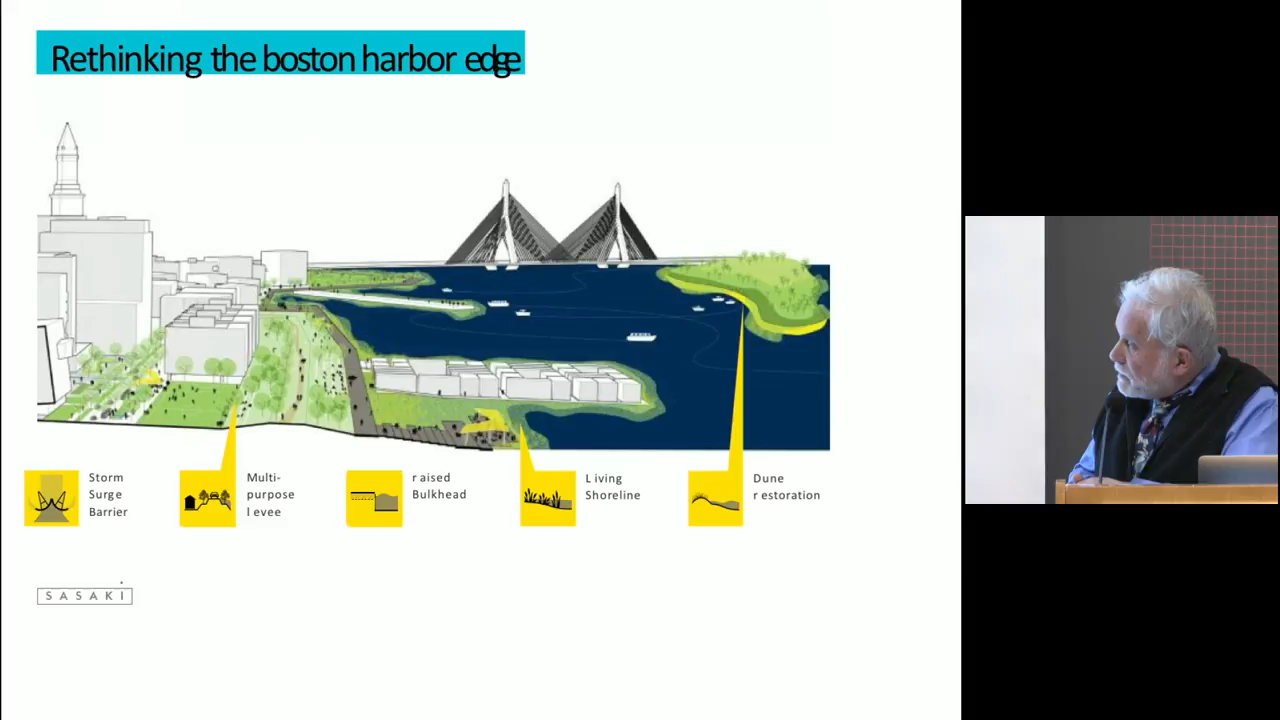 Rethinking the boston harbor edge
Storm
Surge
Barrier
Multi-
purpose
l evee
r aised
Bulkhead
L iving
Shoreline
Dune
r estoration
SASAKI